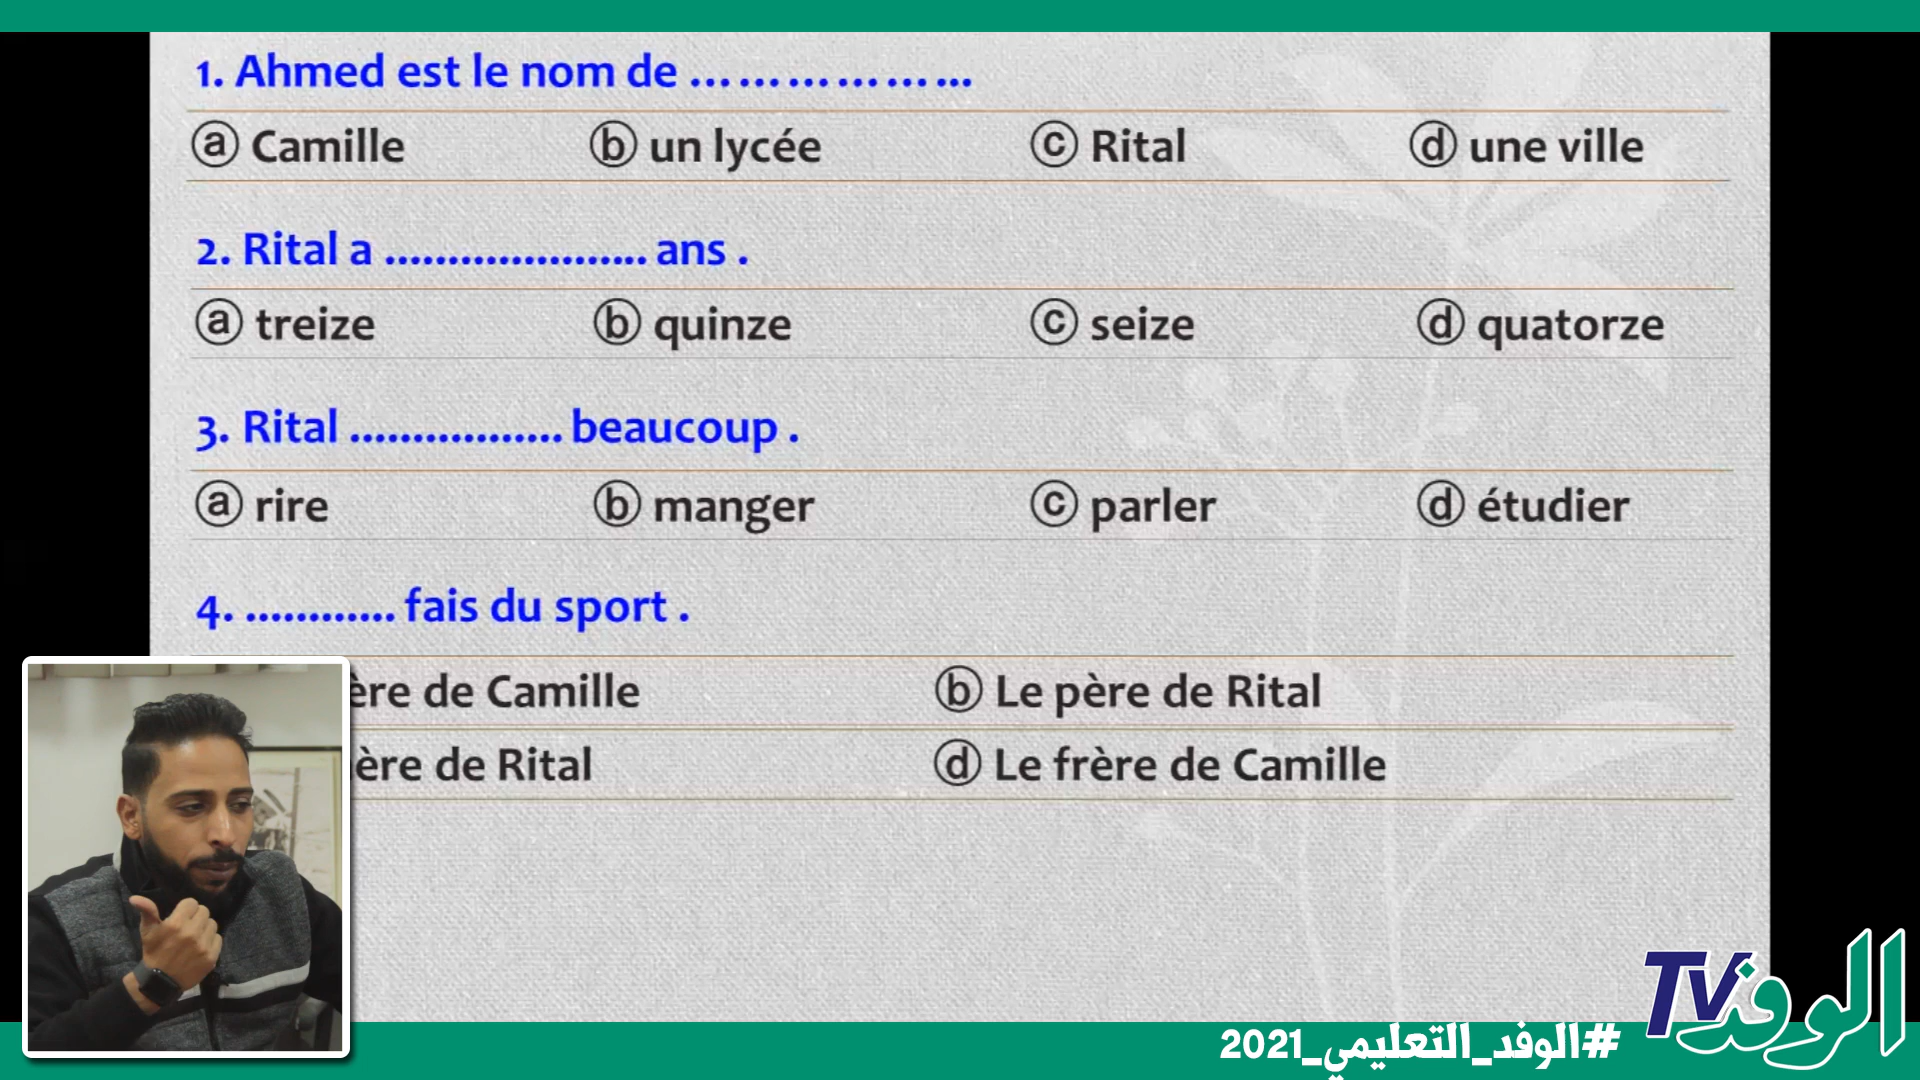 1. Ahmed est le nom de ………………...
ⓐ Camille ⓑ un lycée ⓒ Rital ⓓ une ville
2. Rital a ..................... ans .
ⓐ treize ⓑ quinze ⓒ seize ⓓ quatorze
3. Rital ................. beaucoup .
ⓐ rire ⓑ manger ⓒ parler ⓓ étudier
4. ............ fais du sport .
ère de Camille ⓑ Le père de Rital
ère de Rital ⓓ Le frère de Camille
الوفد TV
#الوفد_التعليمي_2021